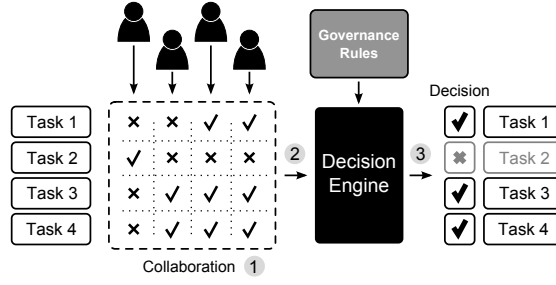 Governance
Rules
Decision
Task 1
Task 2
Task 3
Task 4
2
Decision
Engine
3
Task 1
Task 2
Task 3
Task 4
Collaboration 1